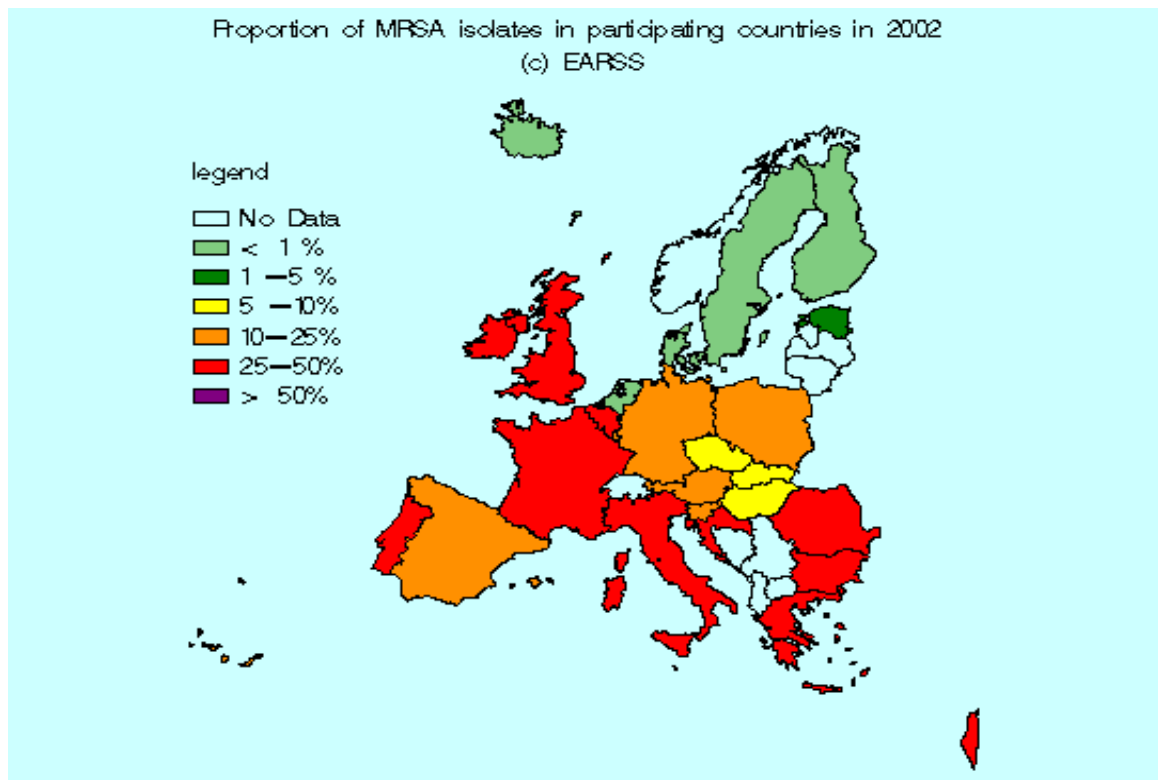 Proportion of MRSA isolates in participating countries in 2002
(c) EARSS
legend
No Data
< 1 %
1 —5 %
5 —10%
10—25%
25—50%
> 50%